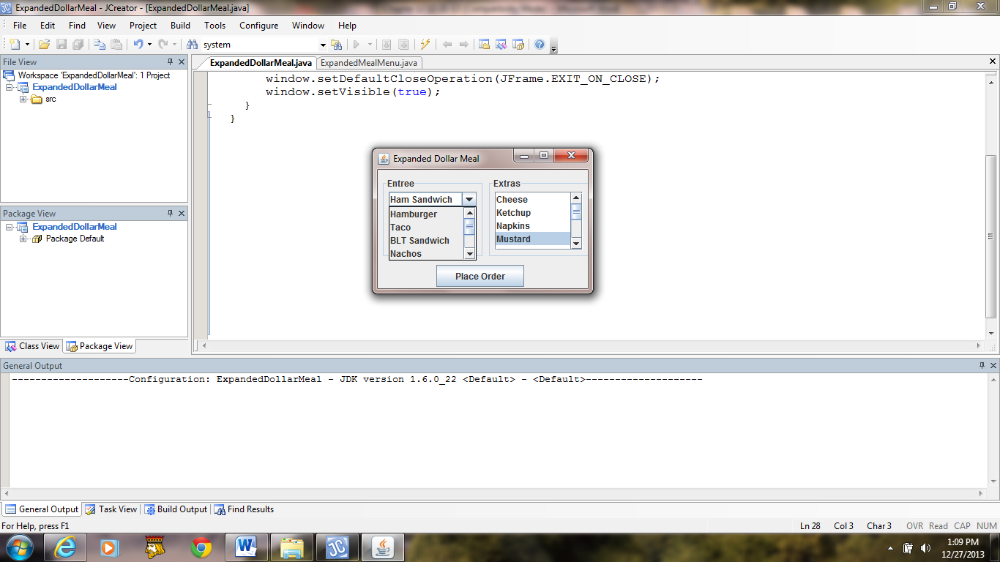 ExpandedDollarMeal - JCreator - [ExpandedDollarMeal.java]
File Edit Find View Project Build Tools Configure Window Help
system
File View
Workspace 'ExpandedDollarMeal': 1 Project
ExpandedDollarMeal
src
Package View
ExpandedDollarMeal
Package Default
Class View Package View
ExpandedDollarMeal.java ExpandedMealMenu.java
window.setDefaultCloseOperation(JFrame.EXIT_ON_CLOSE);
window.setVisible(true);
}
}
Expanded Dollar Meal
Entree
Ham Sandwich
Hamburger
Taco
BLT Sandwich
Nachos
Extras
Cheese
Ketchup
Napkins
Mustard
Place Order
General Output
--------------------Configuration: ExpandedDollarMeal - JDK version 1.6.0_22 <Default> - <Default>--------------------
General Output Task View Build Output Find Results
For Help, press F1
Ln 28 Col 3 Char 3 OVR Read CAP NUM
1:09 PM
12/27/2013